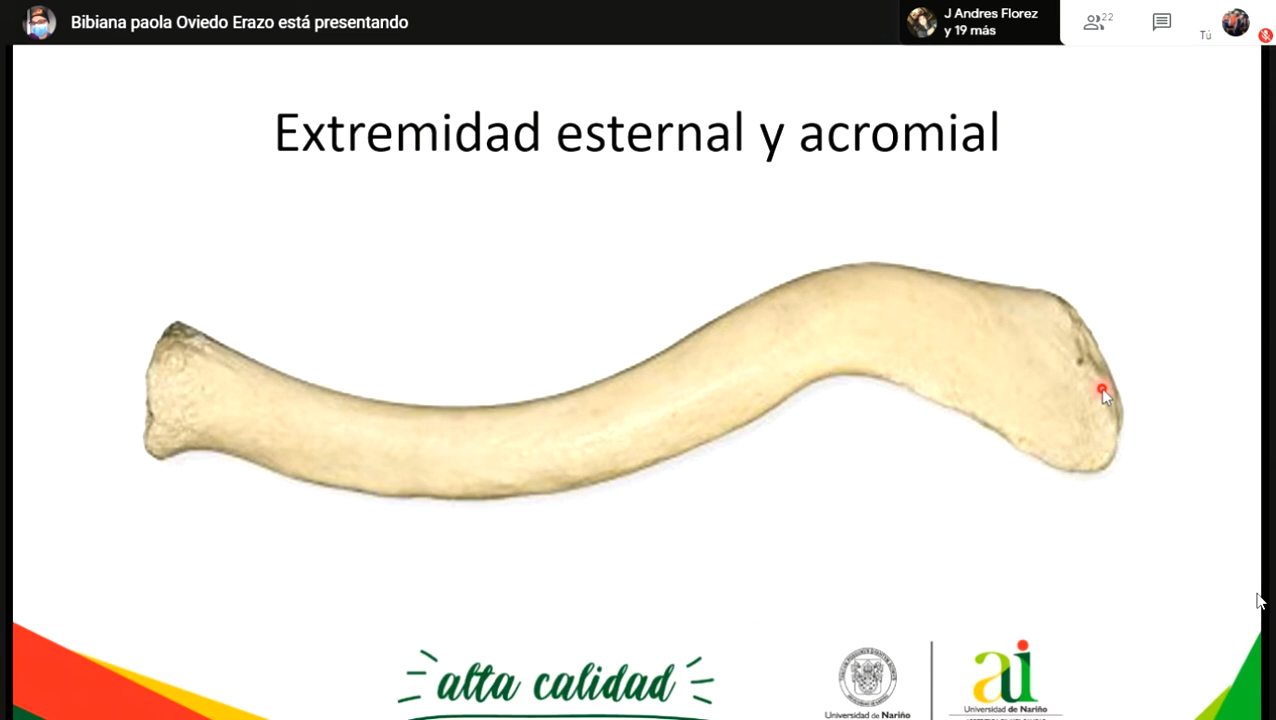 Bibiana paola Oviedo Erazo está presentando
J Andres Florez
y 19 más
22
Tú
Extremidad esternal y acromial
alta calidad
Universidad de Nariño
ai
Universidad de Nariño